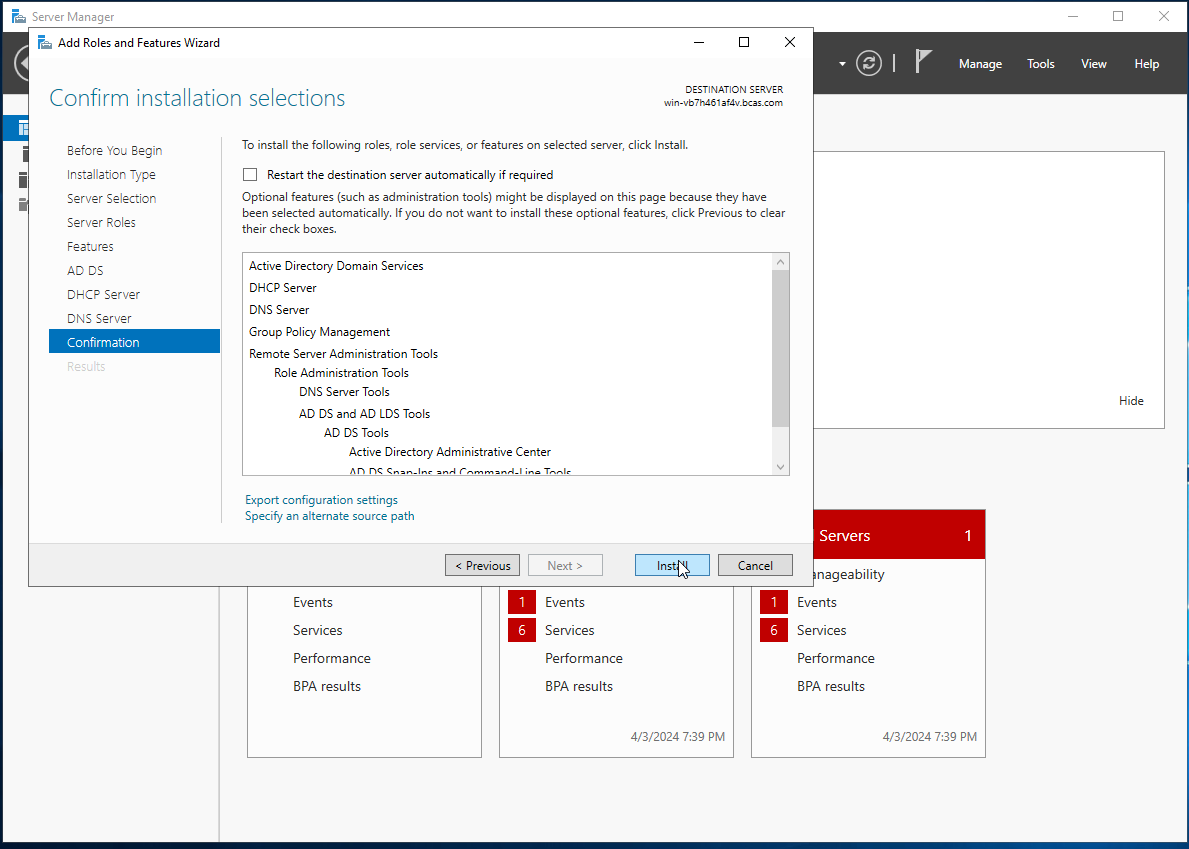 Server Manager
Add Roles and Features Wizard
Manage Tools View Help
Confirm installation selections
DESTINATION SERVER
win-vb7h461af4v.bcas.com
Before You Begin
Installation Type
Server Selection
Server Roles
Features
AD DS
DHCP Server
DNS Server
Confirmation
Results
To install the following roles, role services, or features on selected server, click Install.
Restart the destination server automatically if required
Optional features (such as administration tools) might be displayed on this page because they have
been selected automatically. If you do not want to install these optional features, click Previous to clear
their check boxes.
Active Directory Domain Services
DHCP Server
DNS Server
Group Policy Management
Remote Server Administration Tools
Role Administration Tools
DNS Server Tools
AD DS and AD LDS Tools
AD DS Tools
Active Directory Administrative Center
AD DS Snap-Ins and Command-Line Tools
Export configuration settings
Specify an alternate source path
< Previous
Next >
Install
Cancel
Hide
Servers 1
anageability
Events
Services
Performance
BPA results
1 Events
6 Services
Performance
BPA results
4/3/2024 7:39 PM
1 Events
6 Services
Performance
BPA results
4/3/2024 7:39 PM